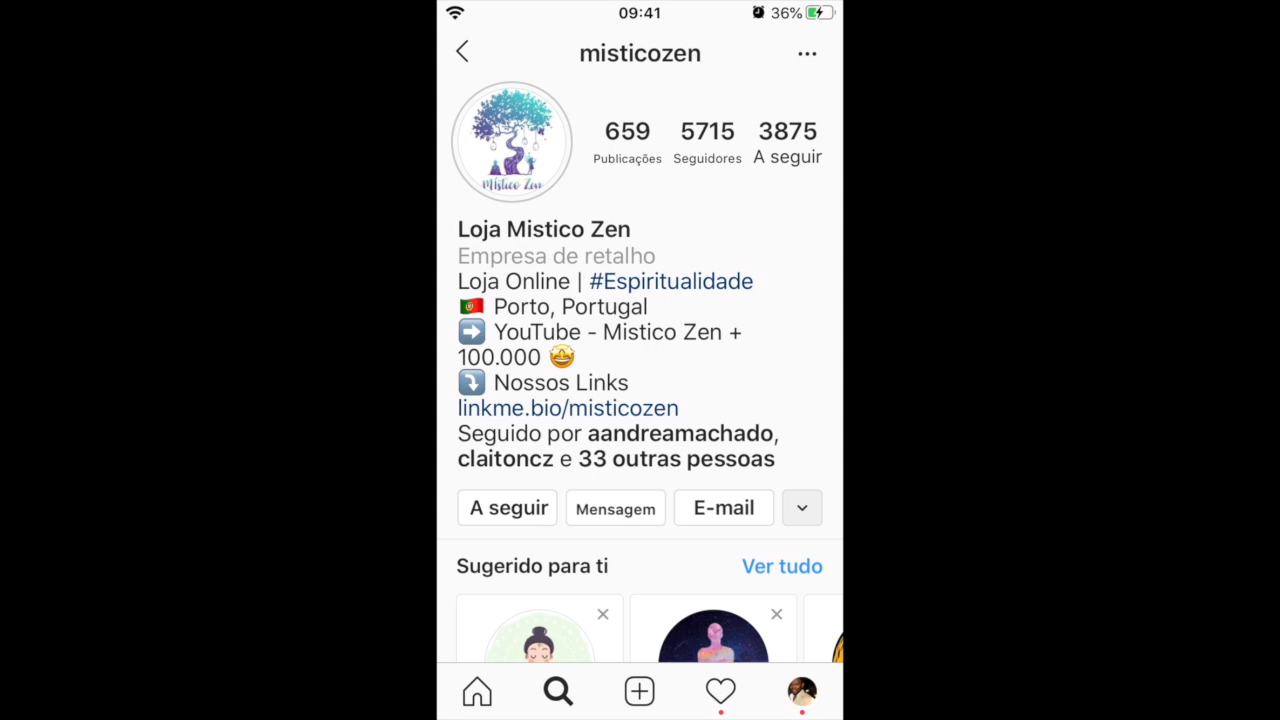 09:41
36%
misticozen
659 5715 3875
Publicações Seguidores A seguir
Místico Zen
Loja Mistico Zen
Empresa de retalho
Loja Online | #Espiritualidade
🇵🇹 Porto, Portugal
➡️ YouTube - Mistico Zen +
100.000 🤩
⤵️ Nossos Links
linkme.bio/misticozen
Seguido por aandreamachado,
claitoncz e 33 outras pessoas
A seguir Mensagem E-mail
Sugerido para ti Ver tudo